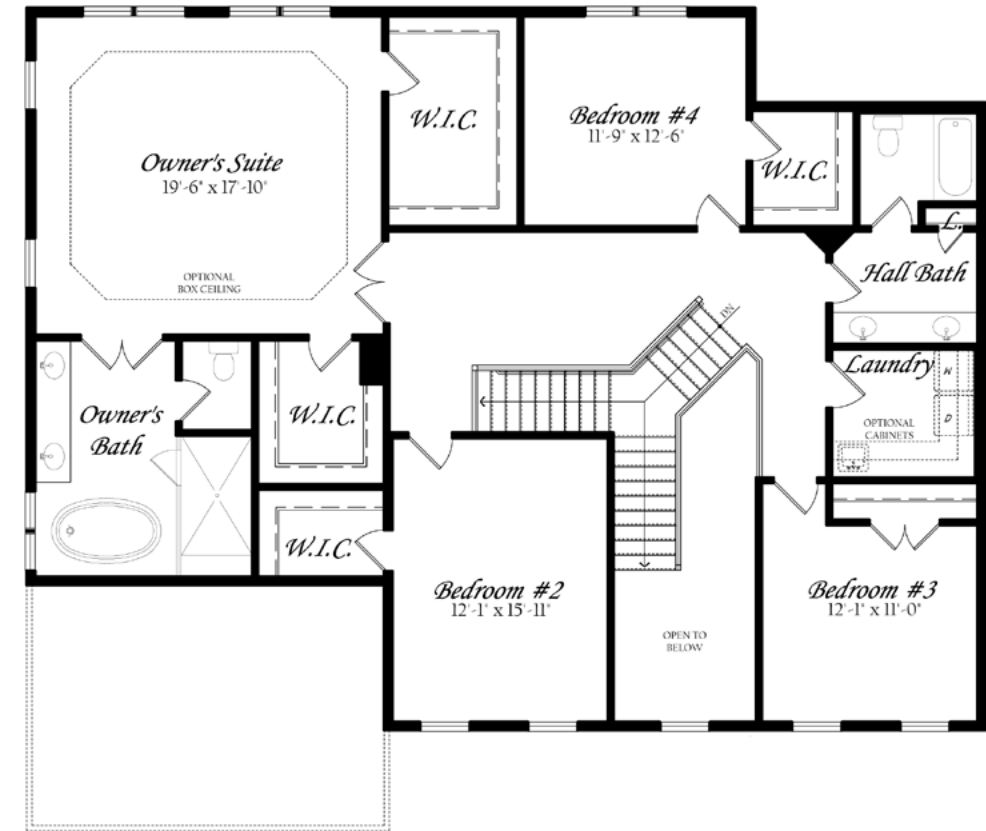 Owner's Suite
19'-6" x 17'-10"
OPTIONAL
BOX CEILING
W.I.C.
Bedroom #4
11'-9" x 12'-6"
W.I.C.
L.
Hall Bath
DN
Laundry
W
D
OPTIONAL
CABINETS
Owner's
Bath
W.I.C.
W.I.C.
Bedroom #2
12'-1" x 15'-11"
OPEN TO
BELOW
Bedroom #3
12'-1" x 11'-0"